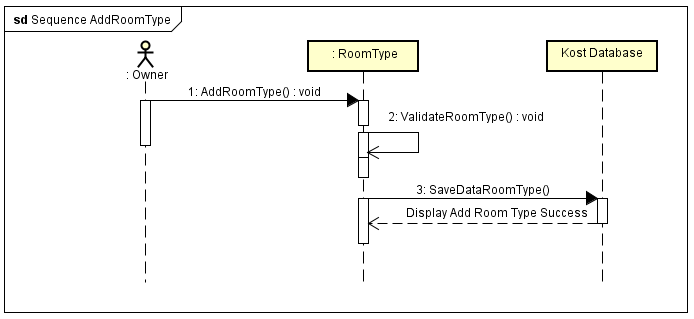 sd Sequence AddRoomType
: Owner
: RoomType
Kost Database
1: AddRoomType() : void
2: ValidateRoomType() : void
3: SaveDataRoomType()
Display Add Room Type Success